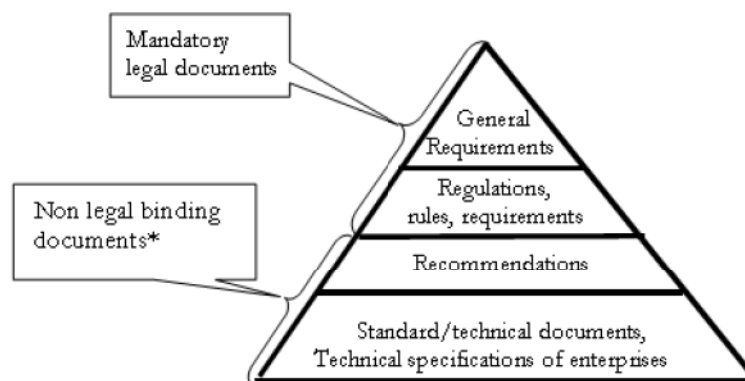 Mandatory
legal documents
General
Requirements
Regulations,
rules, requirements
Non legal binding
documents*
Recommendations
Standard/technical documents,
Technical specifications of enterprises